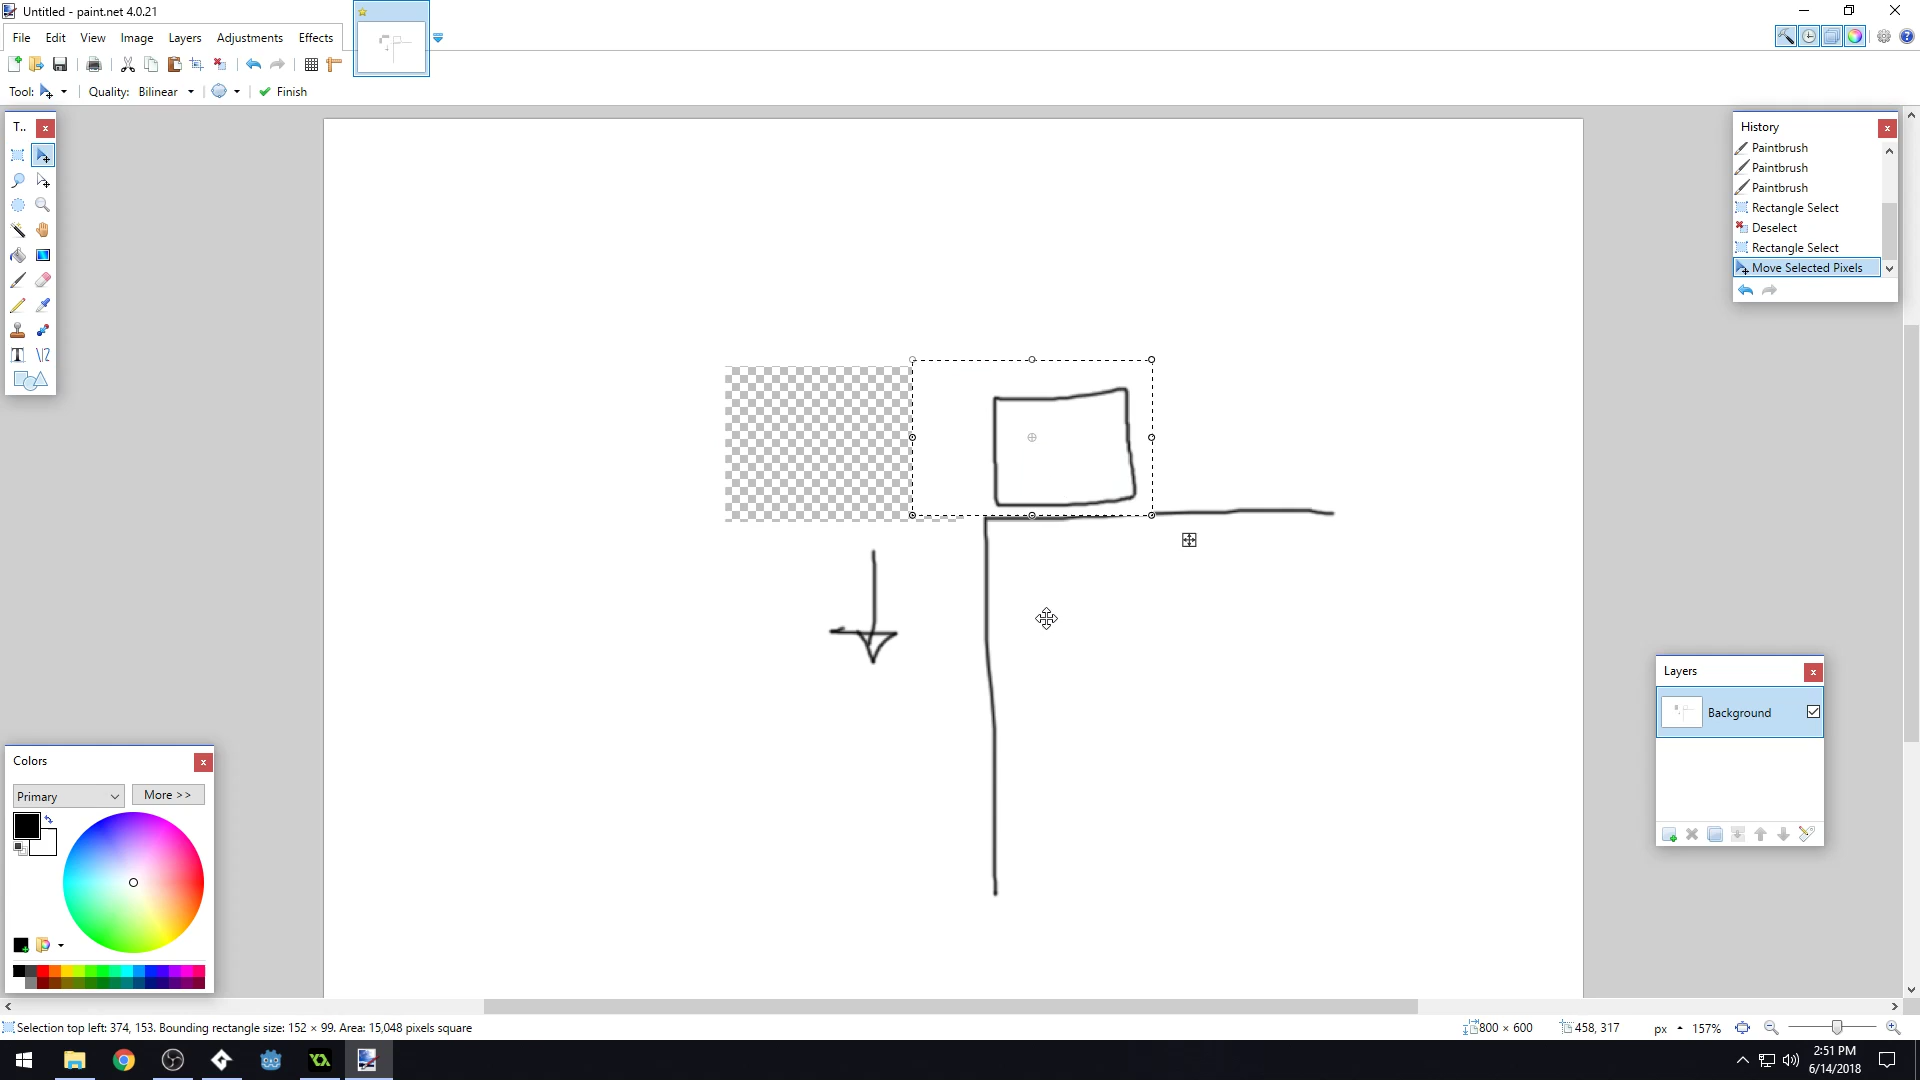 Untitled - paint.net 4.0.21
File Edit View Image Layers Adjustments Effects
Tool: Quality: Bilinear Finish
T..
History
Paintbrush
Paintbrush
Paintbrush
Rectangle Select
Deselect
Rectangle Select
Move Selected Pixels
Layers
Background
Colors
Primary More >>
Selection top left: 374, 153. Bounding rectangle size: 152 × 99. Area: 15,048 pixels square 800 × 600 458, 317 px 157%
2:51 PM
6/14/2018